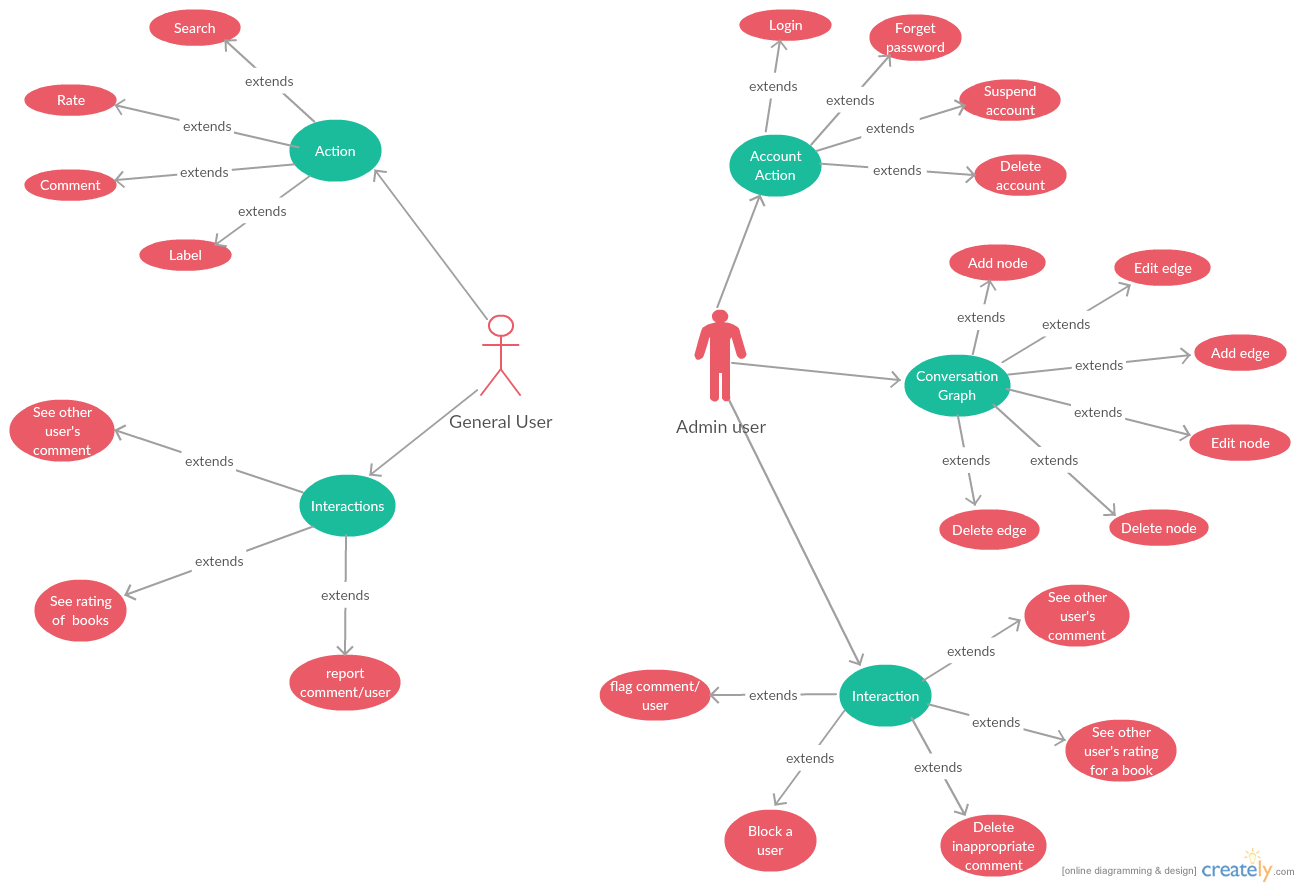 Search
extends
Rate
extends
Action
extends
Comment
extends
Label
General User
See other
user's
comment
extends
Interactions
extends
See rating
of books
extends
report
comment/user
Login
Forget
password
extends
extends
Suspend
account
extends
Account
Action
extends
Delete
account
Add node
Edit edge
extends
extends
Add edge
extends
Conversation
Graph
extends
Edit node
Admin user
extends
extends
Delete edge
Delete node
See other
user's
comment
extends
flag comment/
user
extends
Interaction
extends
See other
user's rating
for a book
extends
extends
Block a
user
Delete
inappropriate
comment
[online diagramming & design] creately.com